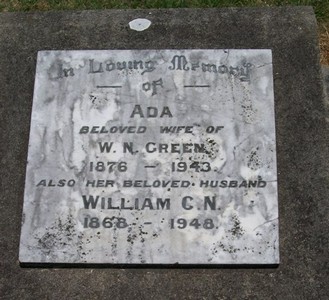 In Loving Memory
— OF —
ADA
BELOVED WIFE OF
W. N. GREEN.
1876 — 1943.
ALSO HER BELOVED HUSBAND
WILLIAM C. N.
1868 — 1948.